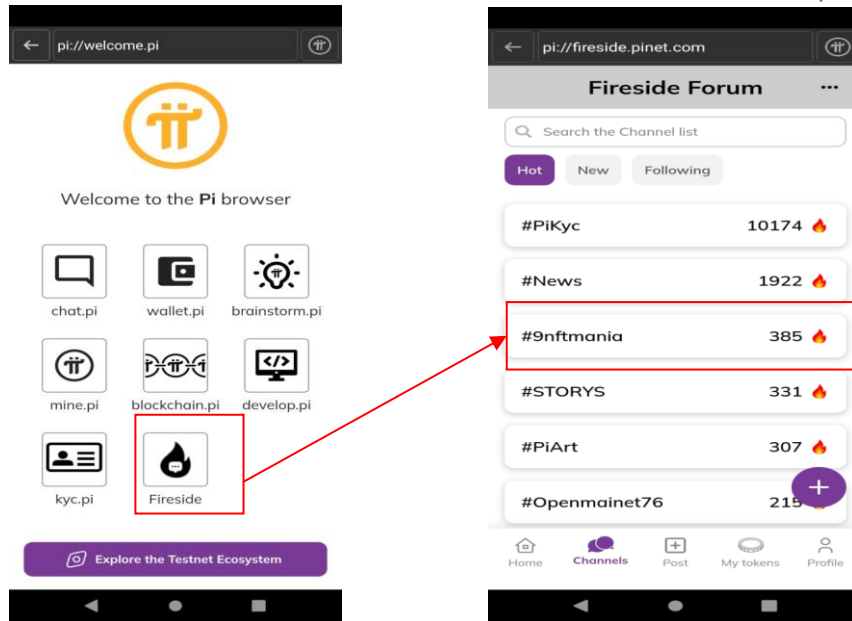 pi://welcome.pi
Welcome to the Pi browser
chat.pi
wallet.pi
brainstorm.pi
mine.pi
blockchain.pi
develop.pi
kyc.pi
Fireside
Explore the Testnet Ecosystem
pi://fireside.pinet.com
Fireside Forum
Search the Channel list
Hot New Following
#PiKyc 10174
#News 1922
#9nftmania 385
#STORYS 331
#PiArt 307
#Openmainet76 215
Home Channels Post My tokens Profile